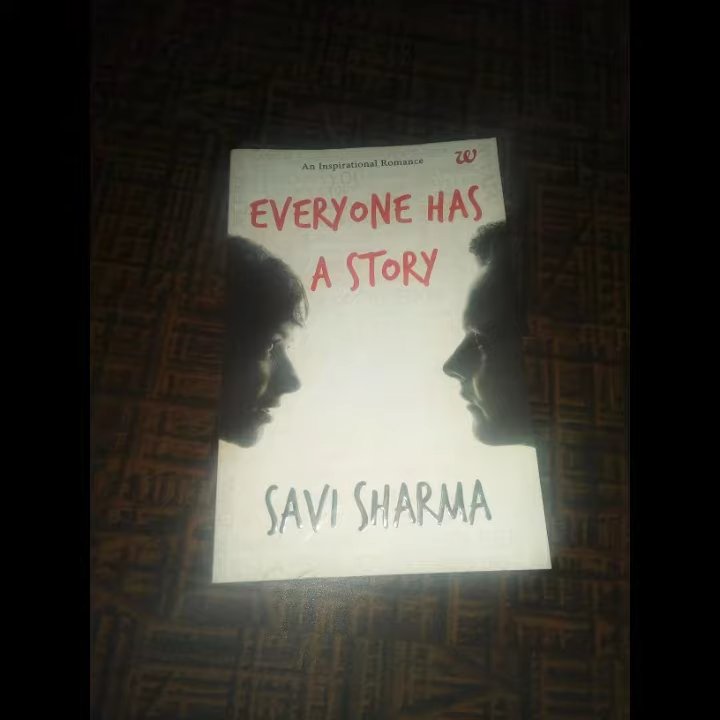 An Inspirational Romance
w
EVERYONE HAS
A STORY
SAVI SHARMA